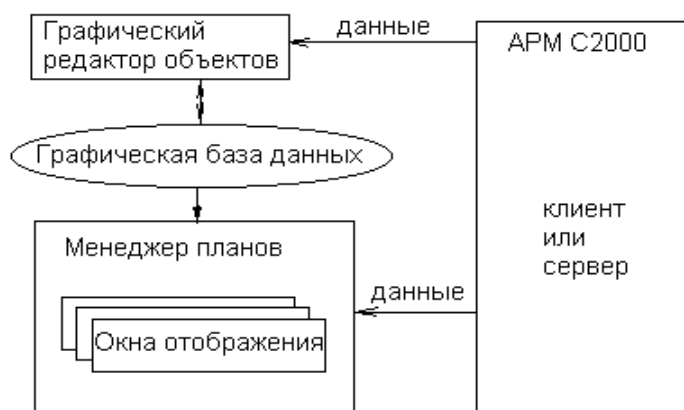 Графический
редактор объектов
данные
АРМ С2000
Графическая база данных
Менеджер планов
клиент
или
сервер
данные
Окна отображения